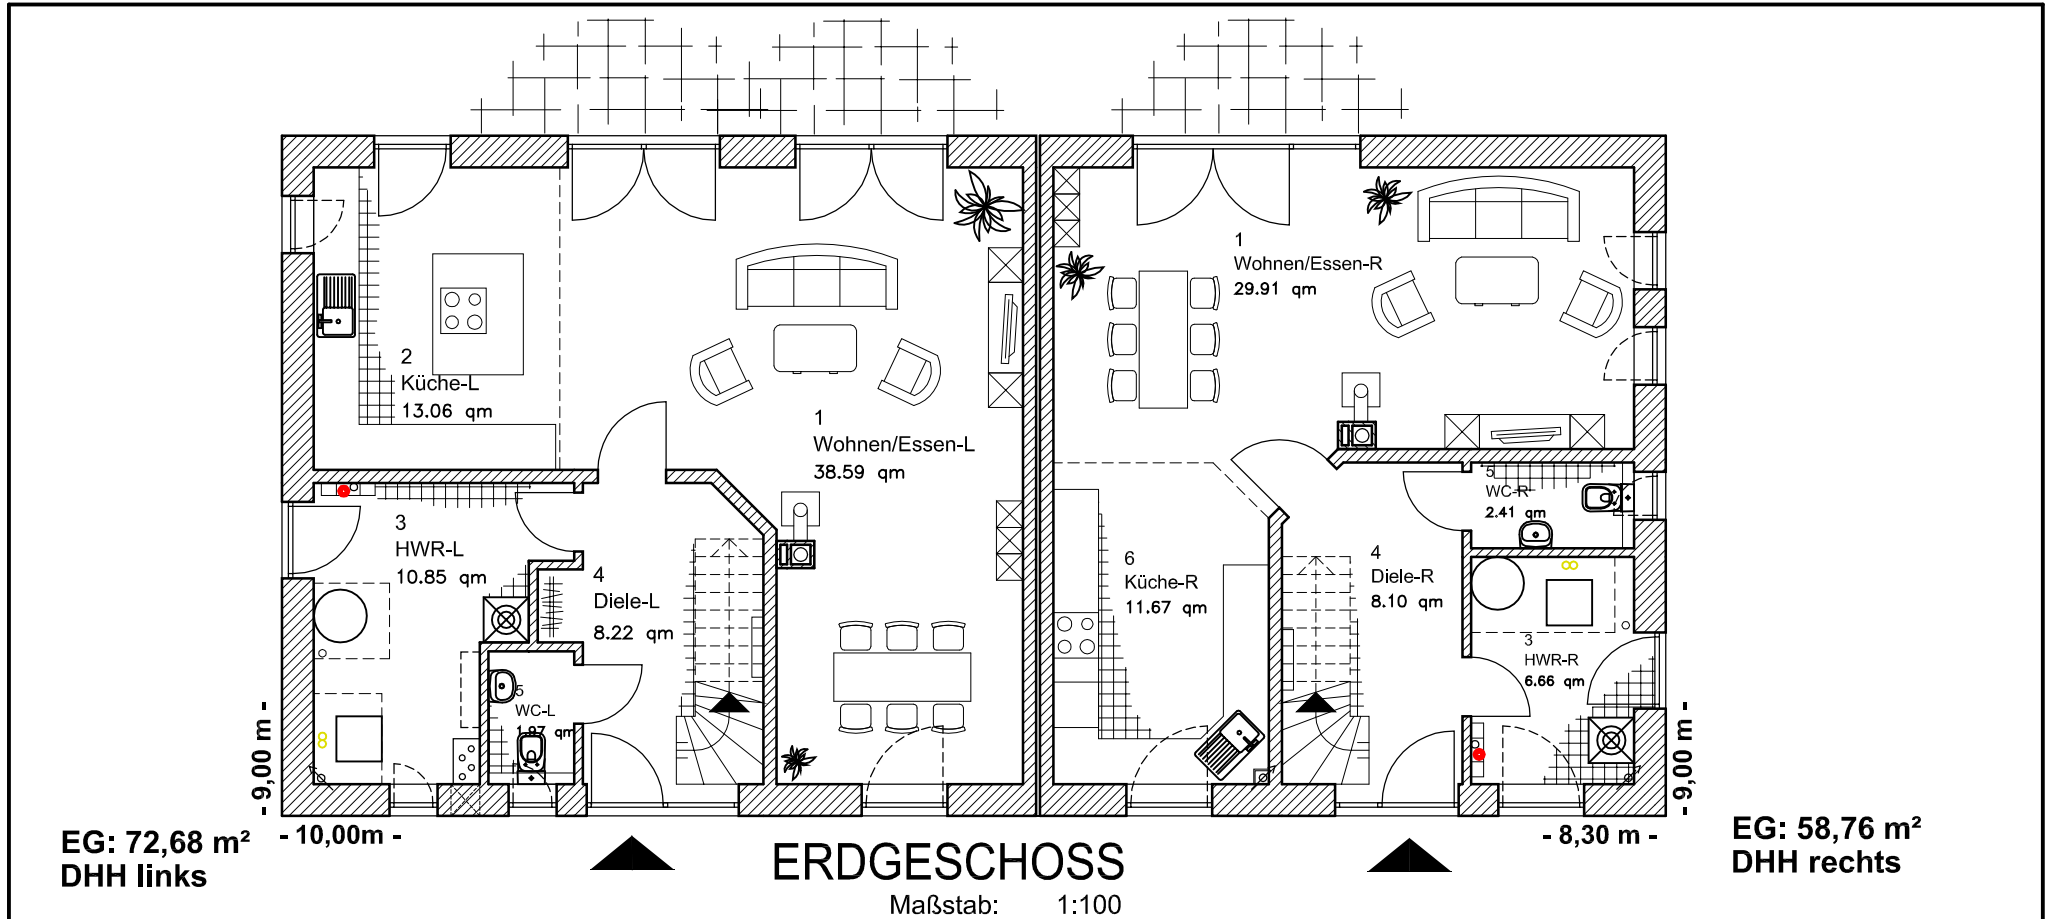 1
Wohnen/Essen-R
29.91 qm
2
Küche-L
13.06 qm
1
Wohnen/Essen-L
38.59 qm
3
HWR-L
10.85 qm
4
Diele-L
8.22 qm
5
WC-L
1.87 qm
6
Küche-R
11.67 qm
4
Diele-R
8.10 qm
5
WC-R
2.41 qm
3
HWR-R
6.66 qm
- 9,00 m -
- 10,00m -
- 9,00 m -
- 8,30 m -
EG: 72,68 m²
DHH links
ERDGESCHOSS
Maßstab: 1:100
EG: 58,76 m²
DHH rechts